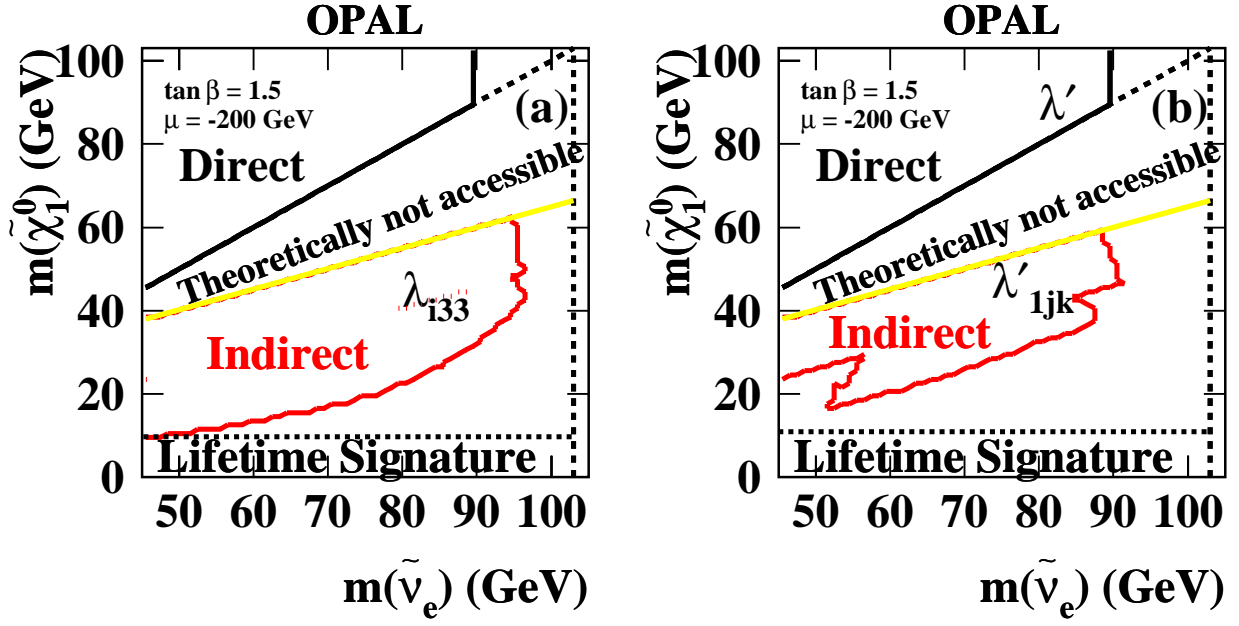 OPAL
m(χ̃₁⁰) (GeV)
100
80
60
40
20
0
tan β = 1.5
μ = -200 GeV
(a)
Direct
Theoretically not accessible
λi33
Indirect
Lifetime Signature
50 60 70 80 90 100
m(ν̃e) (GeV)
OPAL
m(χ̃₁⁰) (GeV)
100
80
60
40
20
0
tan β = 1.5
μ = -200 GeV
λ′
(b)
Direct
Theoretically not accessible
λ′1jk
Indirect
Lifetime Signature
50 60 70 80 90 100
m(ν̃e) (GeV)